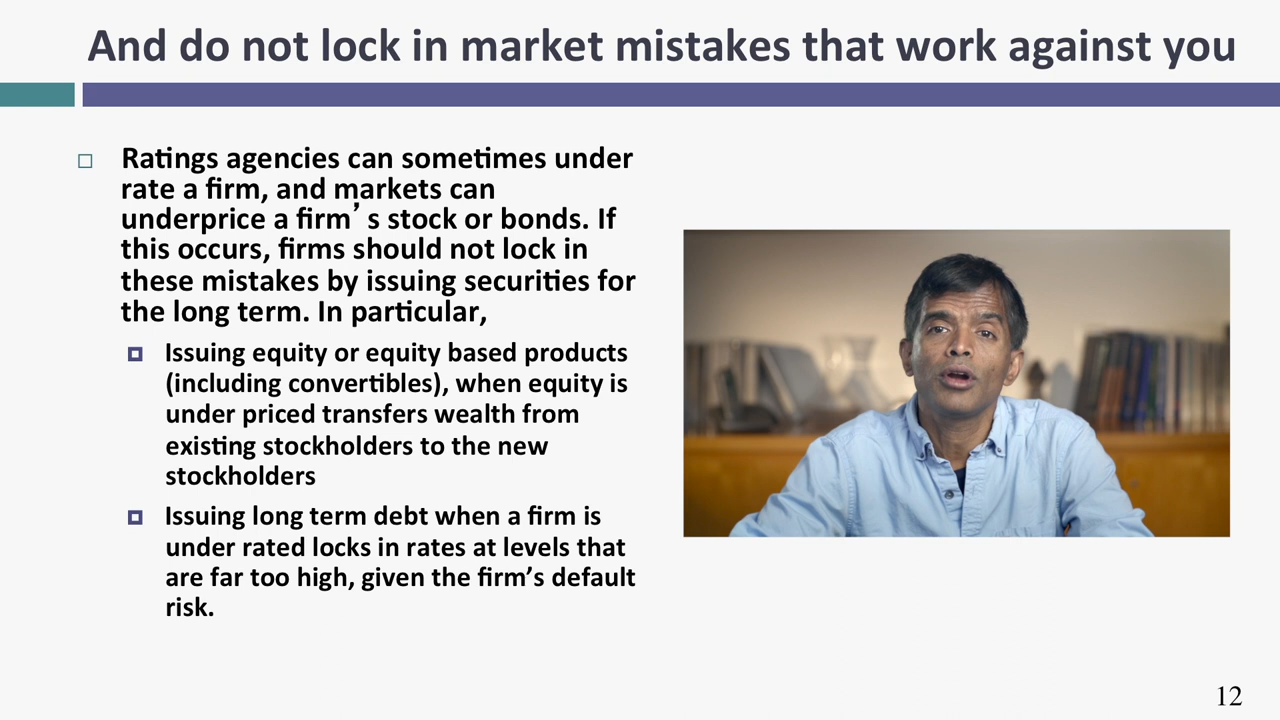 And do not lock in market mistakes that work against you
Ratings agencies can sometimes under
rate a firm, and markets can
underprice a firm’s stock or bonds. If
this occurs, firms should not lock in
these mistakes by issuing securities for
the long term. In particular,
Issuing equity or equity based products
(including convertibles), when equity is
under priced transfers wealth from
existing stockholders to the new
stockholders
Issuing long term debt when a firm is
under rated locks in rates at levels that
are far too high, given the firm’s default
risk.
12